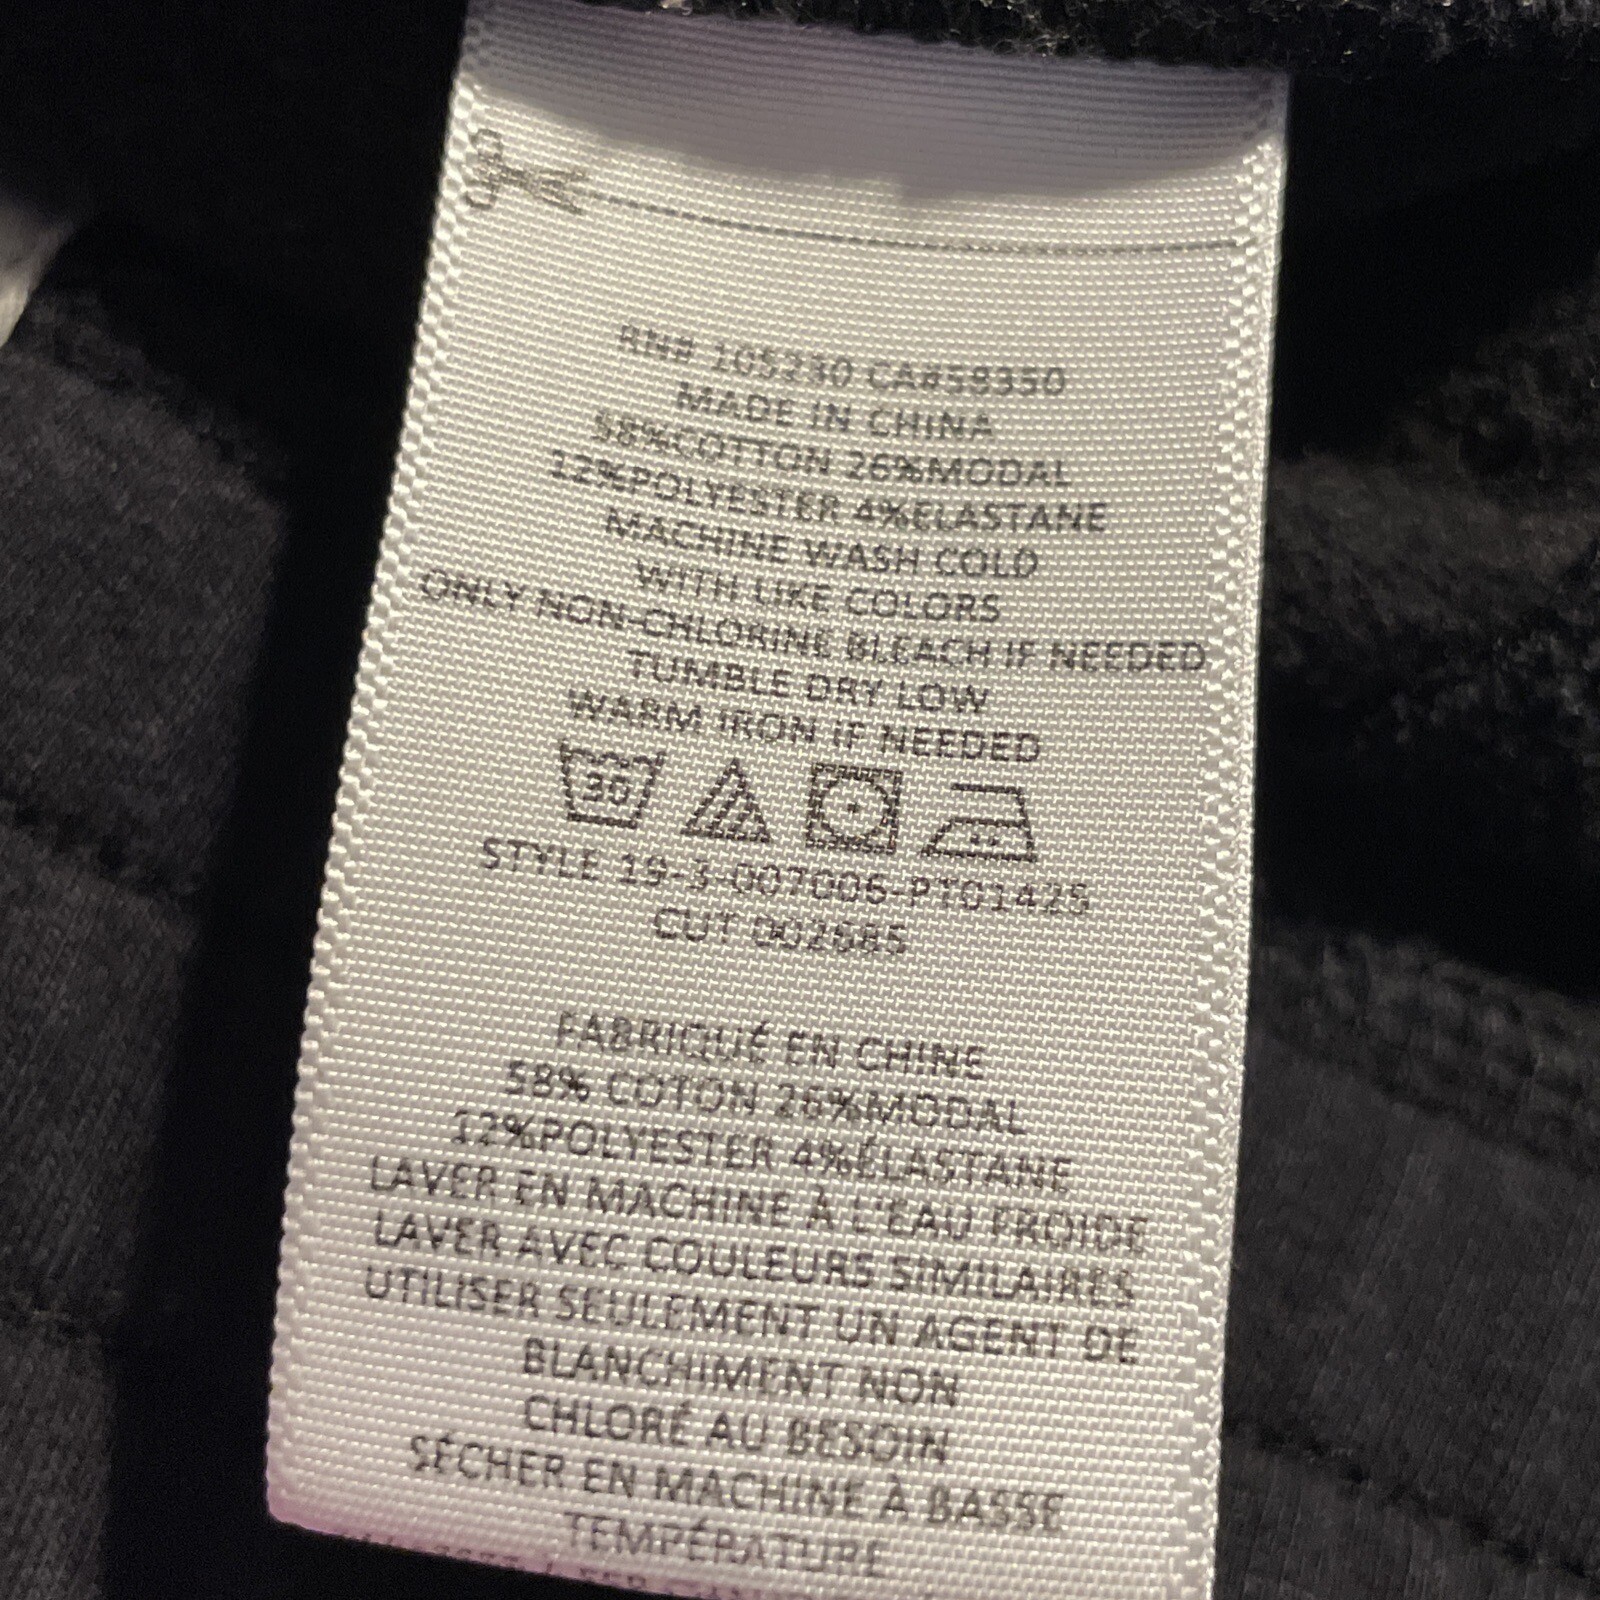 RN# 105230 CA#59350
MADE IN CHINA
58%COTTON 26%MODAL
12%POLYESTER 4%ELASTANE
MACHINE WASH COLD
WITH LIKE COLORS
ONLY NON-CHLORINE BLEACH IF NEEDED
TUMBLE DRY LOW
WARM IRON IF NEEDED
30
STYLE 19-3-007006-PT01425
CUT 002685
FABRIQUÉ EN CHINE
58% COTON 26%MODAL
12%POLYESTER 4%ÉLASTANE
LAVER EN MACHINE À L'EAU FROIDE
LAVER AVEC COULEURS SIMILAIRES
UTILISER SEULEMENT UN AGENT DE
BLANCHIMENT NON
CHLORÉ AU BESOIN
SÉCHER EN MACHINE À BASSE
TEMPÉRATURE